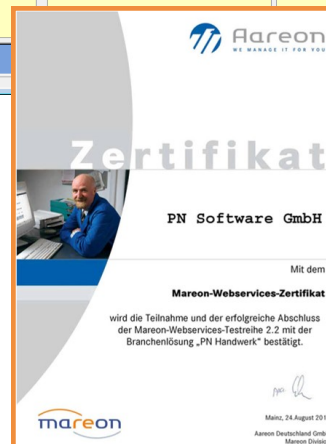 Aareon
WE MANAGE IT FOR YOU
Zertifikat
PN Software GmbH
Mit dem
Mareon-Webservices-Zertifikat
wird die Teilnahme und der erfolgreiche Abschluss
der Mareon-Webservices-Testreihe 2.2 mit der
Branchenlösung „PN Handwerk" bestätigt.
Mainz, 24.August 201
Aareon Deutschland Gmb
Mareon Divisio
mareon